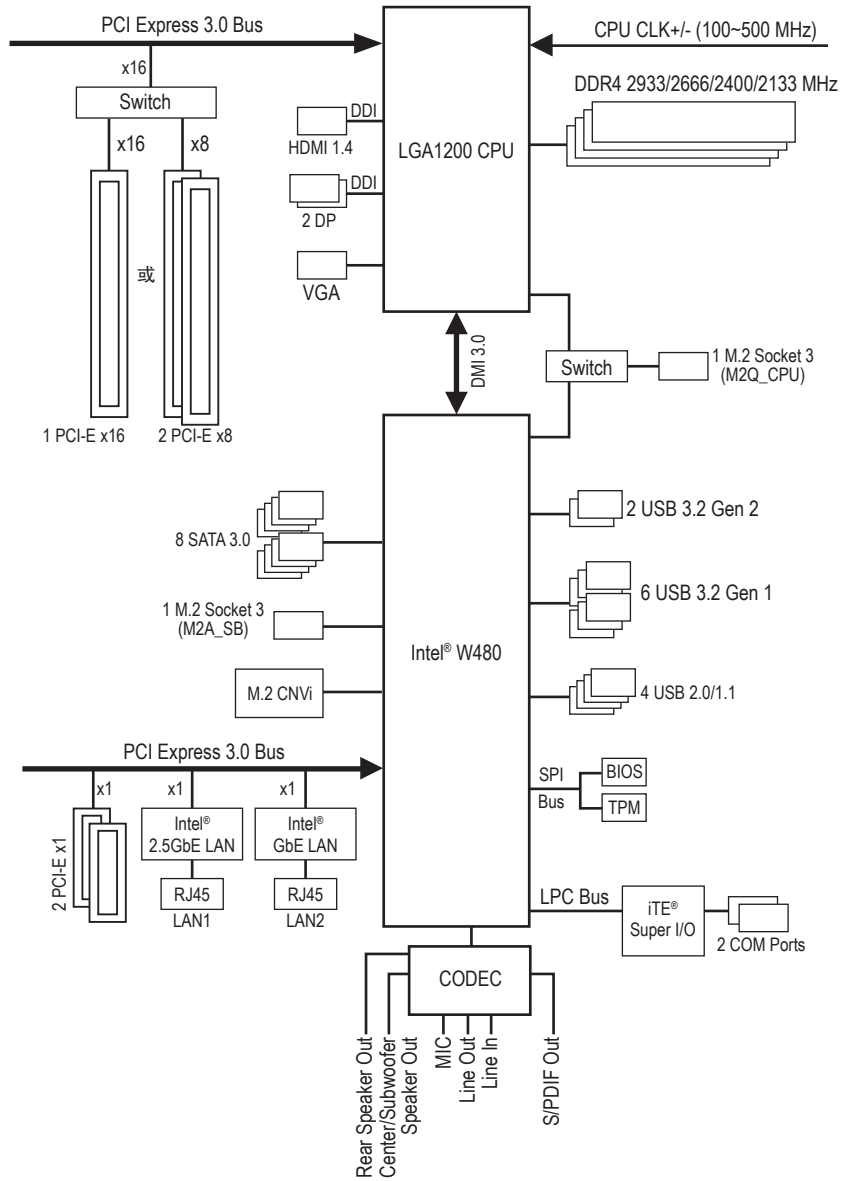 PCI Express 3.0 Bus
CPU CLK+/- (100~500 MHz)
x16
Switch
x16
x8
DDR4 2933/2666/2400/2133 MHz
DDI
HDMI 1.4
LGA1200 CPU
DDI
2 DP
或
VGA
1 PCI-E x16
2 PCI-E x8
DMI 3.0
Switch
1 M.2 Socket 3
(M2Q_CPU)
8 SATA 3.0
2 USB 3.2 Gen 2
6 USB 3.2 Gen 1
1 M.2 Socket 3
(M2A_SB)
Intel® W480
M.2 CNVi
4 USB 2.0/1.1
PCI Express 3.0 Bus
x1
x1
x1
2 PCI-E x1
Intel®
2.5GbE LAN
Intel®
GbE LAN
RJ45
RJ45
LAN1
LAN2
SPI
Bus
BIOS
TPM
LPC Bus
iTE®
Super I/O
2 COM Ports
CODEC
Rear Speaker Out
Center/Subwoofer
Speaker Out
MIC
Line Out
Line In
S/PDIF Out